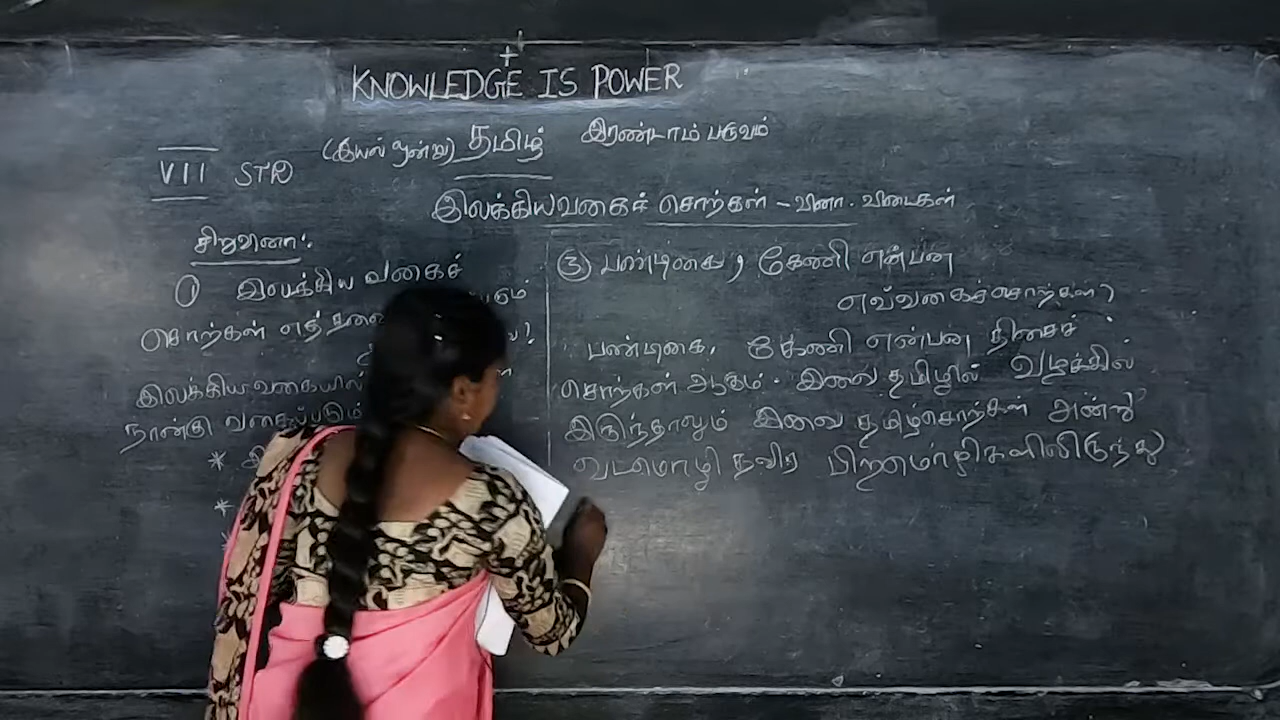 KNOWLEDGE IS POWER
VII STD
(இயல் மூன்று) தமிழ் இரண்டாம் பருவம்
இலக்கியவகைச் சொற்கள் - வினா. விடைகள்
சிறுவினா:
① இலக்கிய வகைச்
சொற்கள் எத்
இலக்கியவகையில்
நான்கு வகைப்படும்
*
*
③ பண்டிகை, கேணி என்பன
எவ்வகைச்சொற்கள்?
பண்டிகை, கேணி என்பன திசைச்
சொற்கள் ஆகும். இவை தமிழில் வழக்கில்
இருந்தாலும் இவை தமிழ்சொற்கள் அன்று
வடமொழி தவிர பிறமொழிகளிலிருந்து